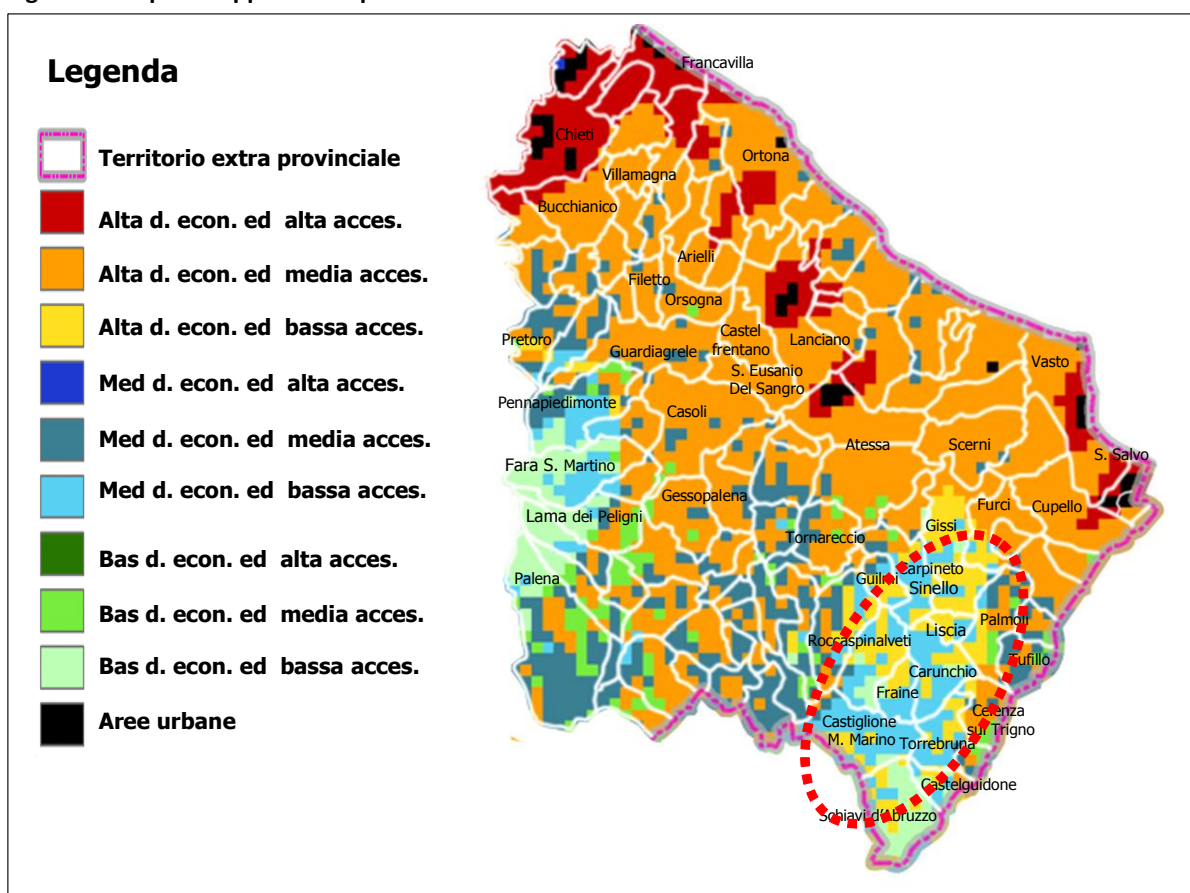 Legenda
Territorio extra provinciale
Alta d. econ. ed alta acces.
Alta d. econ. ed media acces.
Alta d. econ. ed bassa acces.
Med d. econ. ed alta acces.
Med d. econ. ed media acces.
Med d. econ. ed bassa acces.
Bas d. econ. ed alta acces.
Bas d. econ. ed media acces.
Bas d. econ. ed bassa acces.
Aree urbane
Francavilla
Chieti
Ortona
Villamagna
Bucchianico
Arielli
Filetto
Orsogna
Pretoro
Guardiagrele
Castel
frentano
Lanciano
Vasto
S. Eusanio
Del Sangro
Pennapiedimonte
Casoli
Atessa
Scerni
S. Salvo
Fara S. Martino
Gessopalena
Furci
Cupello
Lama dei Peligni
Gissi
Tornareccio
Palena
Guilmi
Carpineto
Sinello
Palmoli
Liscia
Roccaspinalveti
Tufillo
Carunchio
Fraine
Celenza
sul Trigno
Castiglione
M. Marino
Torrebruna
Castelguidone
Schiavi d'Abruzzo